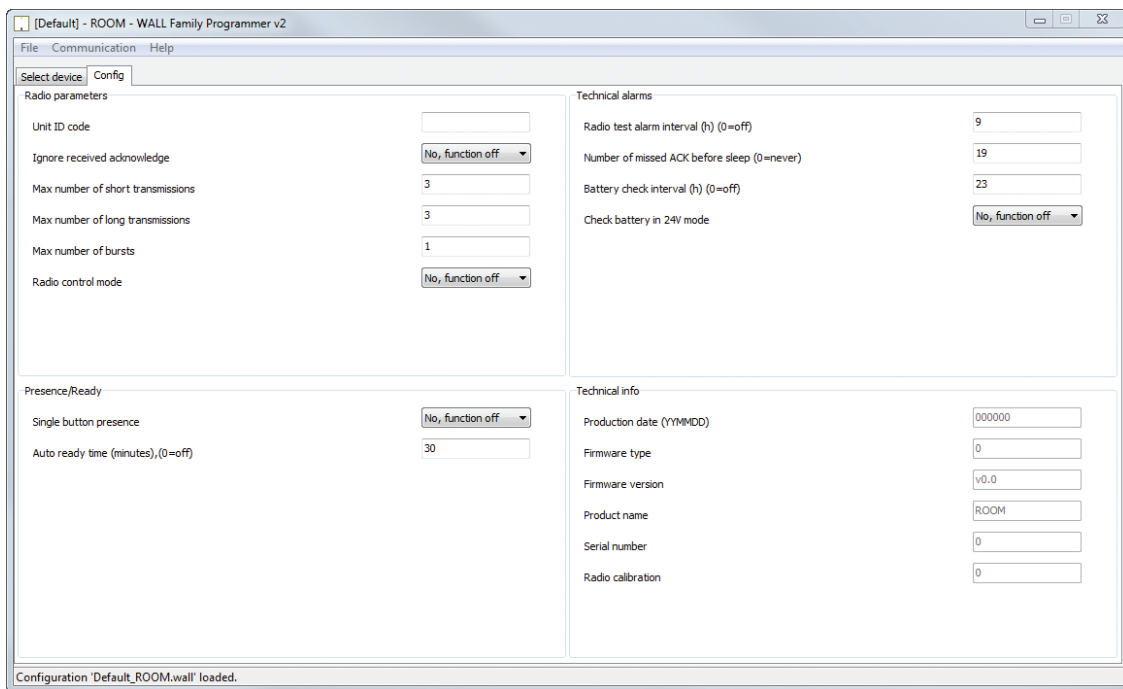 [Default] - ROOM - WALL Family Programmer v2
File Communication Help
Select device Config
Radio parameters
Unit ID code
Ignore received acknowledge No, function off
Max number of short transmissions 3
Max number of long transmissions 3
Max number of bursts 1
Radio control mode No, function off
Technical alarms
Radio test alarm interval (h) (0=off) 9
Number of missed ACK before sleep (0=never) 19
Battery check interval (h) (0=off) 23
Check battery in 24V mode No, function off
Presence/Ready
Single button presence No, function off
Auto ready time (minutes),(0=off) 30
Technical info
Production date (YYMMDD) 000000
Firmware type 0
Firmware version v0.0
Product name ROOM
Serial number 0
Radio calibration 0
Configuration 'Default_ROOM.wall' loaded.